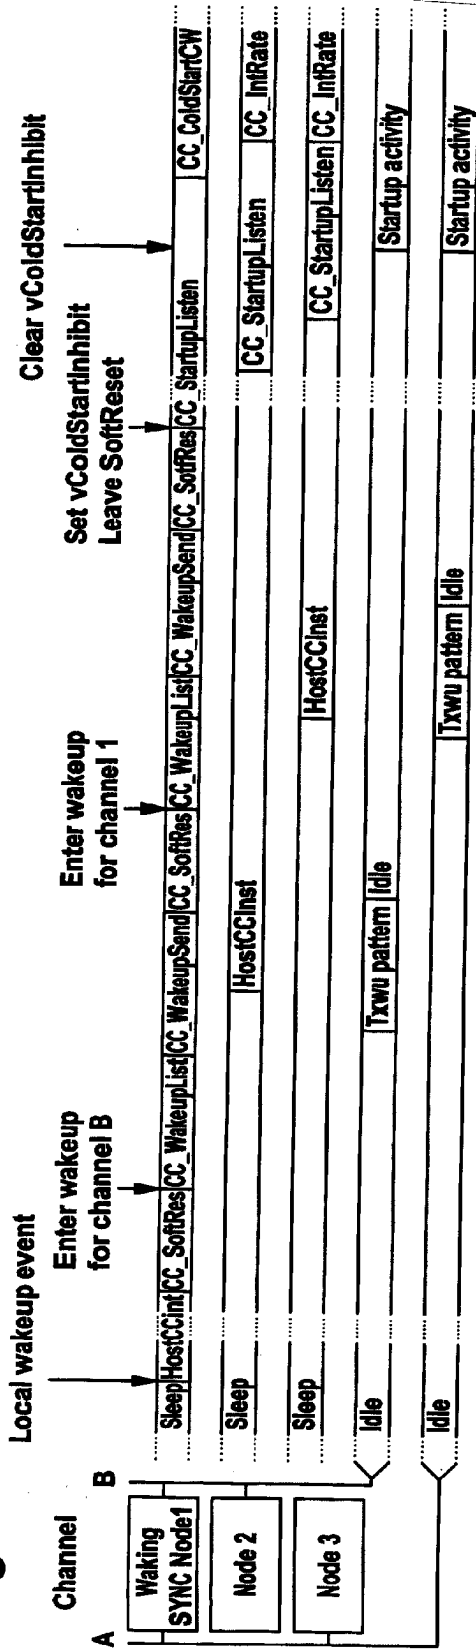 Channel
A
B
Local wakeup event
Enter wakeup
for channel B
Enter wakeup
for channel 1
Set vColdStartInhibit
Leave SoftReset
Clear vColdStartInhibit
Waking
SYNC Node1
Sleep HostCCint CC_SoftRes CC_WakeupList CC_WakeupSend CC_SoftRes CC_WakeupList CC_WakeupSend CC_SotfRes CC_StartupListen CC_ColdStartCW
Node 2
Sleep HostCCInst CC_StartupListen CC_IntRate
Node 3
Sleep HostCCInst CC_StartupListen CC_IntRate
Idle Txwu pattern Idle Startup activity
Idle Txwu pattern Idle Startup activity